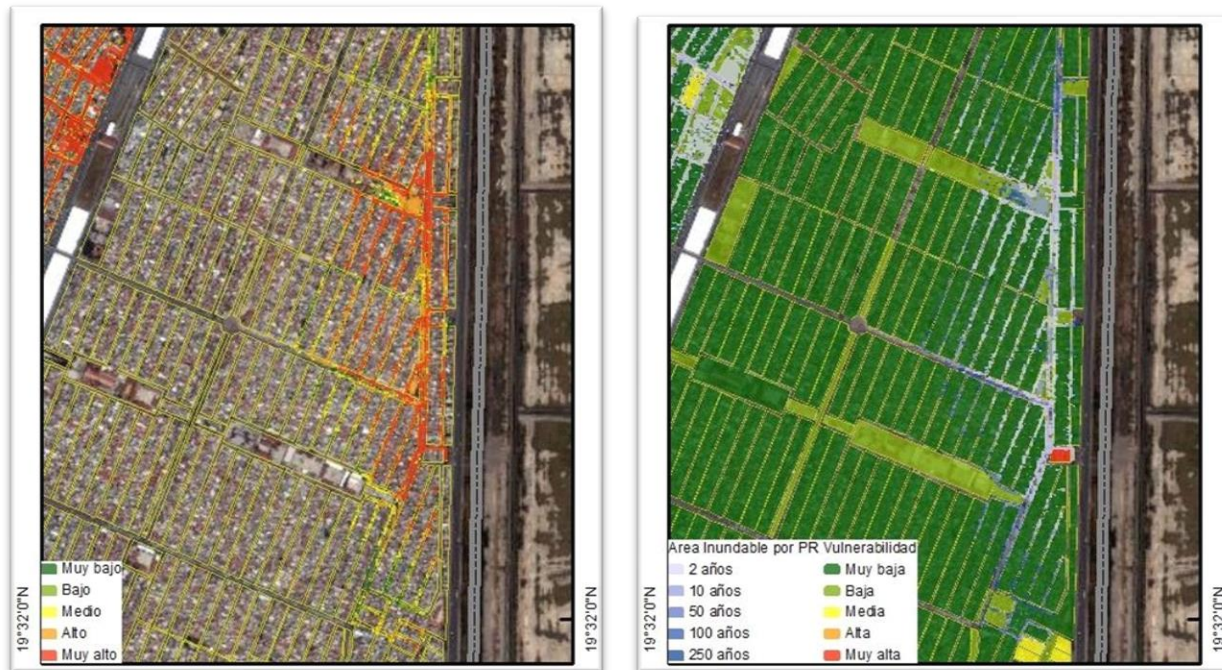 Muy bajo
Bajo
Medio
Alto
Muy alto
19°32'0"N
19°32'0"N
Area Inundable por PR Vulnerabilidad
2 años Muy baja
10 años Baja
50 años Media
100 años Alta
250 años Muy alta
19°32'0"N
19°32'0"N